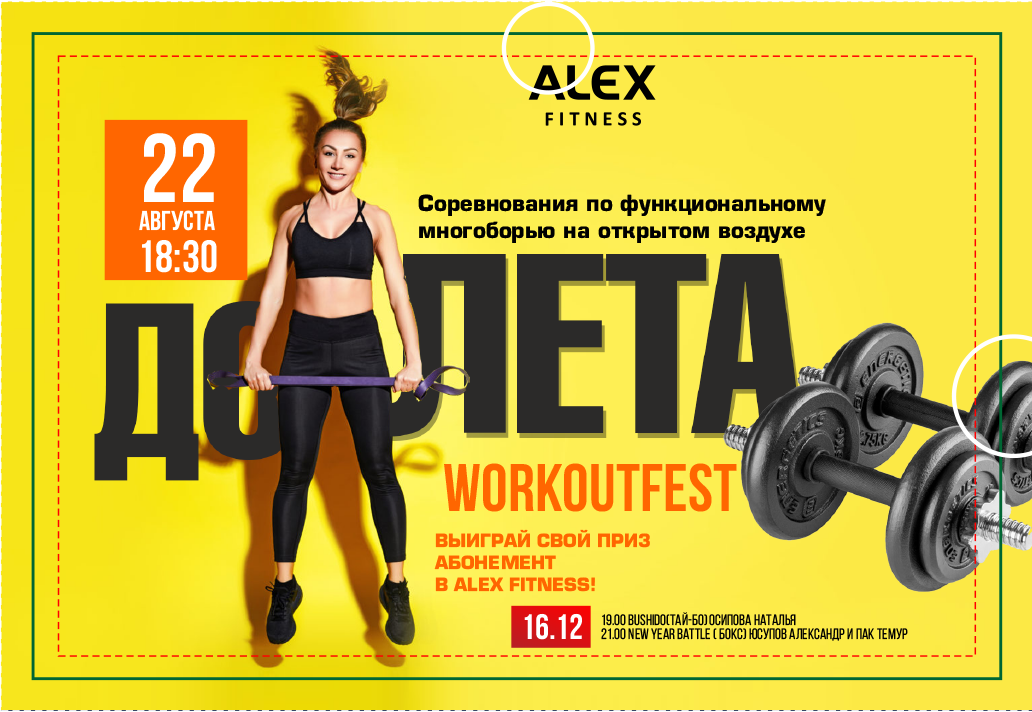 ALEX
FITNESS
22
АВГУСТА
18:30
Соревнования по функциональному
многоборью на открытом воздухе
ДО ЛЕТА
WORKOUTFEST
ВЫИГРАЙ СВОЙ ПРИЗ
АБОНЕМЕНТ
В ALEX FITNESS!
16.12
19.00 BUSHIDO(ТАЙ-БО) ОСИПОВА НАТАЛЬЯ
21.00 NEW YEAR BATTLE ( БОКС) ЮСУПОВ АЛЕКСАНДР И ПАК ТЕМУР